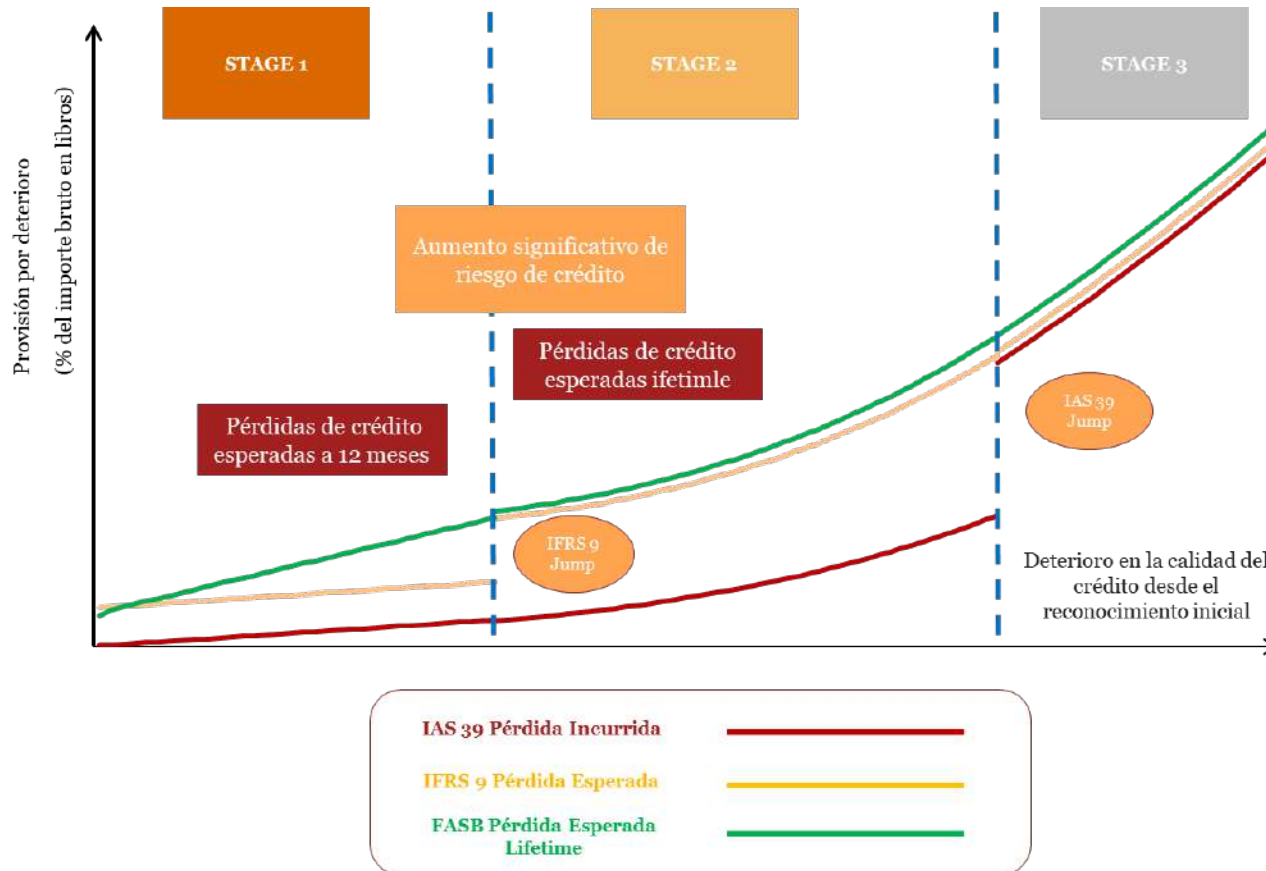 STAGE 1
STAGE 2
STAGE 3
Provisión por deterioro
(% del importe bruto en libros)
Aumento significativo de
riesgo de crédito
Pérdidas de crédito
esperadas ifetimle
Pérdidas de crédito
esperadas a 12 meses
IAS 39
Jump
IFRS 9
Jump
Deterioro en la calidad del
crédito desde el
reconocimiento inicial
IAS 39 Pérdida Incurrida
IFRS 9 Pérdida Esperada
FASB Pérdida Esperada
Lifetime